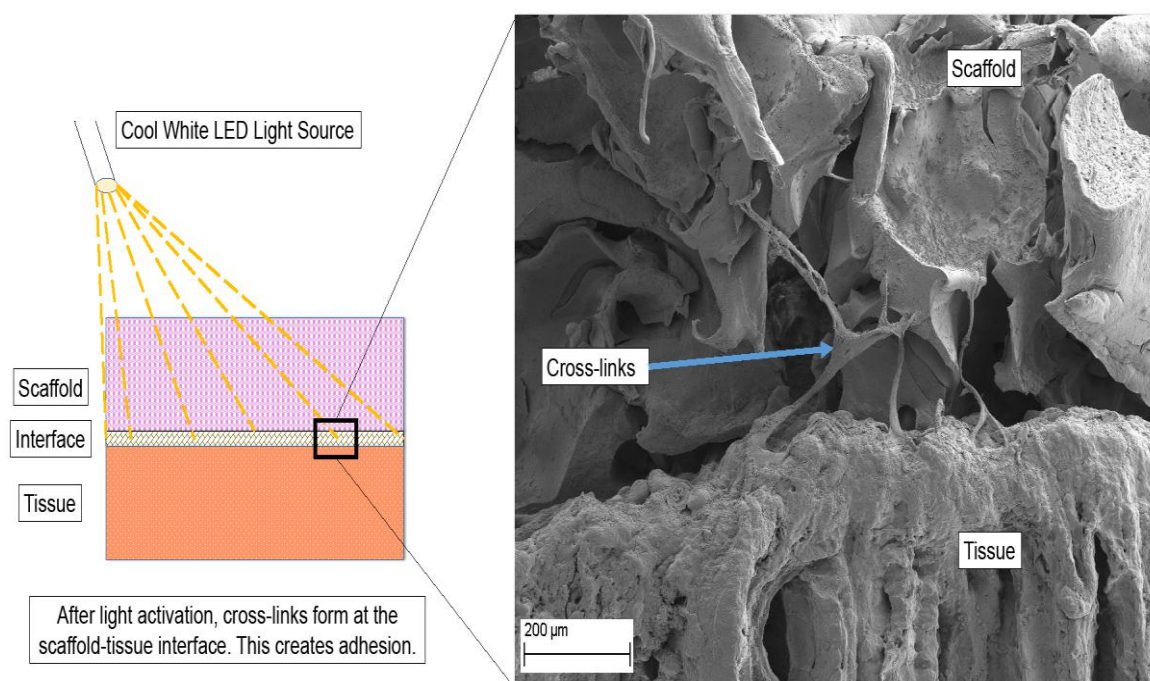 Cool White LED Light Source
Scaffold
Interface
Tissue
After light activation, cross-links form at the
scaffold-tissue interface. This creates adhesion.
Scaffold
Cross-links
Tissue
200 µm